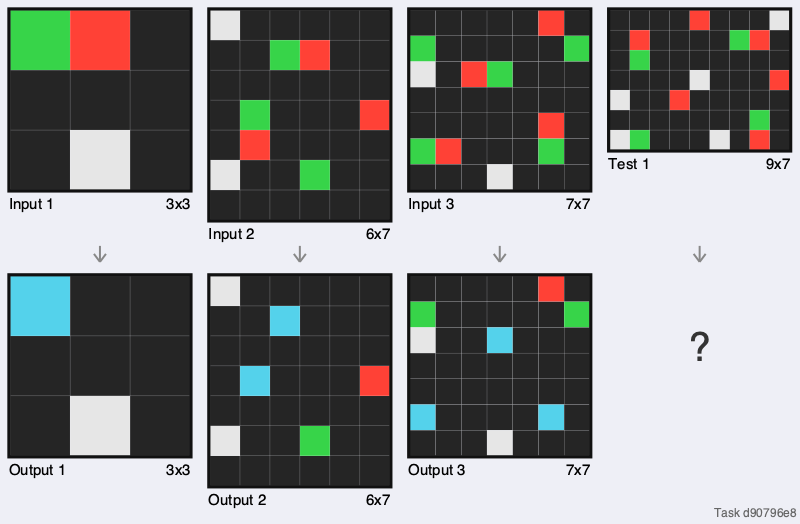 Input 1 3x3
Input 2 6x7
Input 3 7x7
Test 1 9x7
?
Output 1 3x3
Output 2 6x7
Output 3 7x7
Task d90796e8